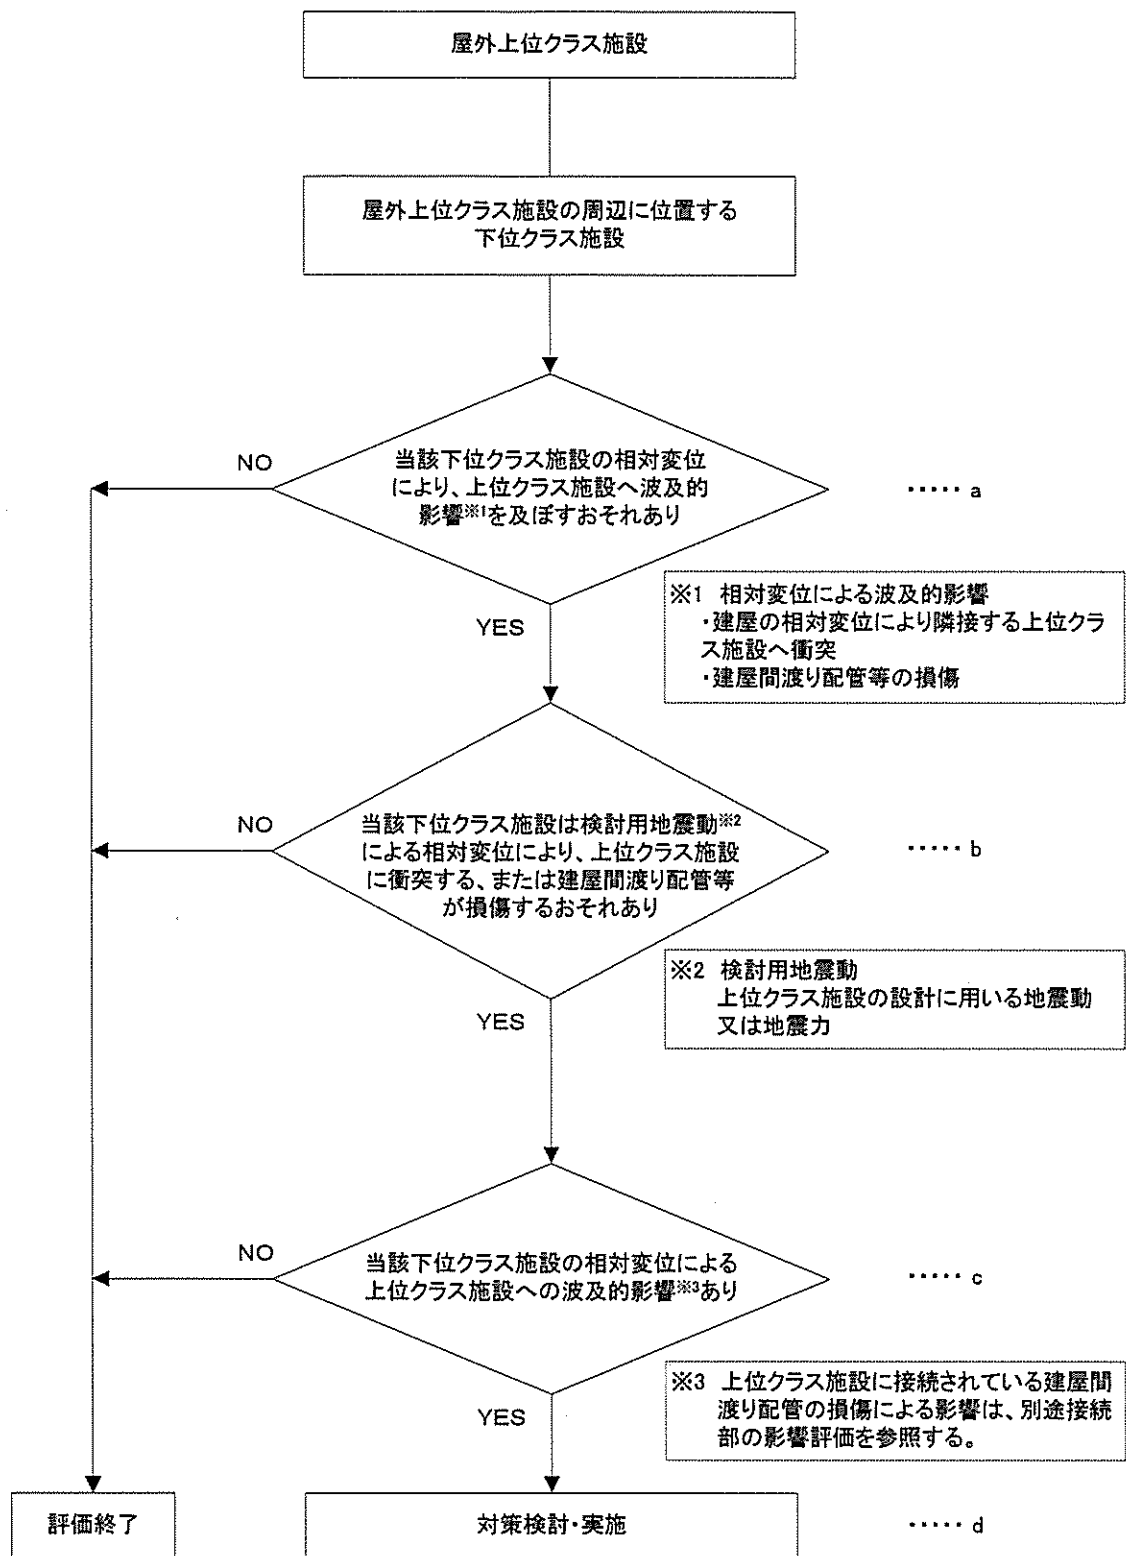 屋外上位クラス施設
屋外上位クラス施設の周辺に位置する
下位クラス施設
NO
当該下位クラス施設の相対変位
により、上位クラス施設へ波及的
影響※1を及ぼすおそれあり
・・・・・ a
YES
※1 相対変位による波及的影響
・建屋の相対変位により隣接する上位クラ
ス施設へ衝突
・建屋間渡り配管等の損傷
NO
当該下位クラス施設は検討用地震動※2
による相対変位により、上位クラス施設
に衝突する、または建屋間渡り配管等
が損傷するおそれあり
・・・・・ b
YES
※2 検討用地震動
上位クラス施設の設計に用いる地震動
又は地震力
NO
当該下位クラス施設の相対変位による
上位クラス施設への波及的影響※3あり
・・・・・ c
YES
※3 上位クラス施設に接続されている建屋間
渡り配管の損傷による影響は、別途接続
部の影響評価を参照する。
評価終了
対策検討・実施
・・・・・ d